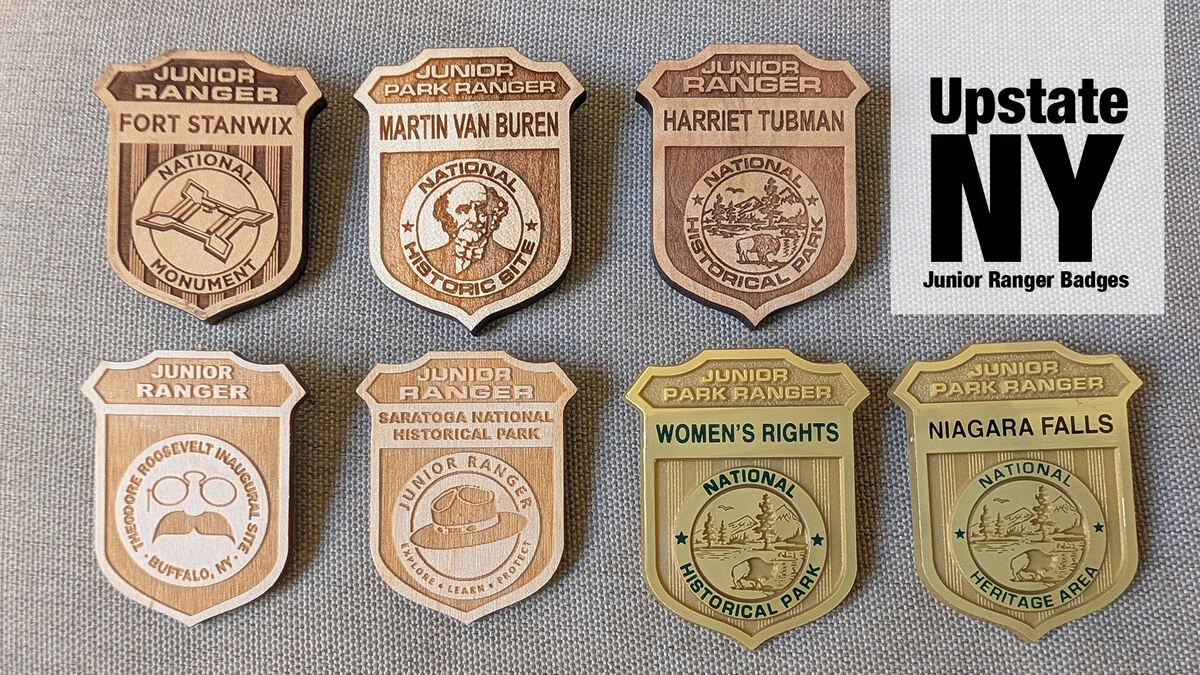 JUNIOR
RANGER
FORT STANWIX
NATIONAL
MONUMENT
JUNIOR
PARK RANGER
MARTIN VAN BUREN
NATIONAL
HISTORIC SITE
JUNIOR
RANGER
HARRIET TUBMAN
NATIONAL
HISTORICAL PARK
Upstate
NY
Junior Ranger Badges
JUNIOR
RANGER
THEODORE ROOSEVELT INAUGURAL SITE
• BUFFALO, NY •
JUNIOR
RANGER
SARATOGA NATIONAL
HISTORICAL PARK
JUNIOR RANGER
EXPLORE • LEARN • PROTECT
JUNIOR
PARK RANGER
WOMEN'S RIGHTS
NATIONAL
HISTORICAL PARK
JUNIOR
PARK RANGER
NIAGARA FALLS
NATIONAL
HERITAGE AREA